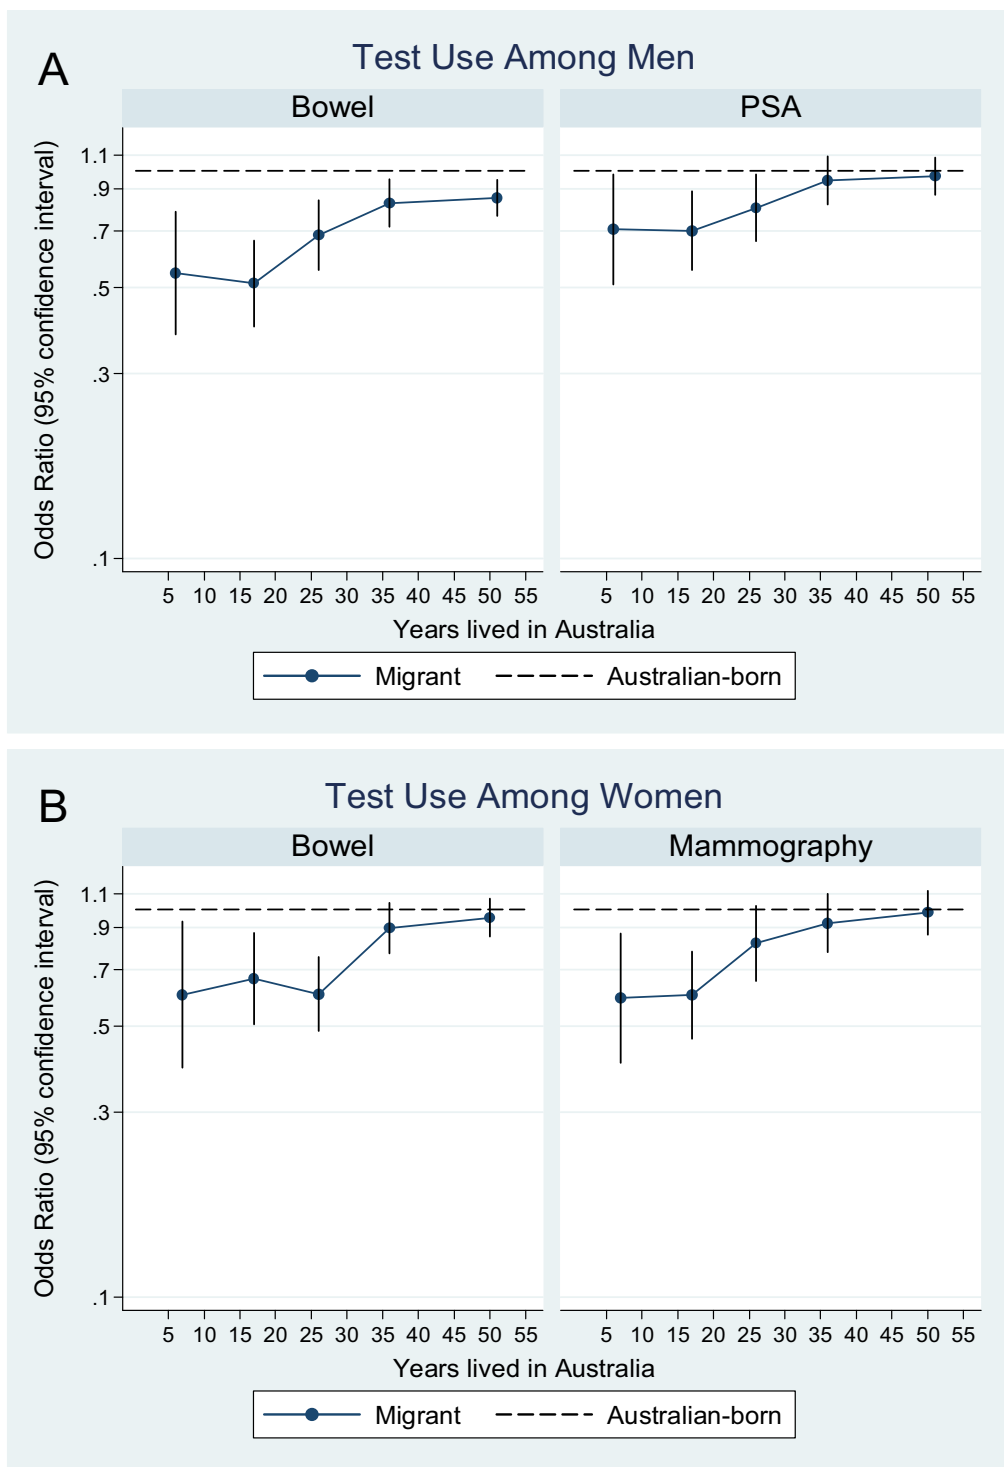 A
Test Use Among Men
Bowel
PSA
Odds Ratio (95% confidence interval)
1.1
.9
.7
.5
.3
.1
5 10 15 20 25 30 35 40 45 50 55
5 10 15 20 25 30 35 40 45 50 55
Years lived in Australia
Migrant
Australian-born
B
Test Use Among Women
Bowel
Mammography
Odds Ratio (95% confidence interval)
1.1
.9
.7
.5
.3
.1
5 10 15 20 25 30 35 40 45 50 55
5 10 15 20 25 30 35 40 45 50 55
Years lived in Australia
Migrant
Australian-born